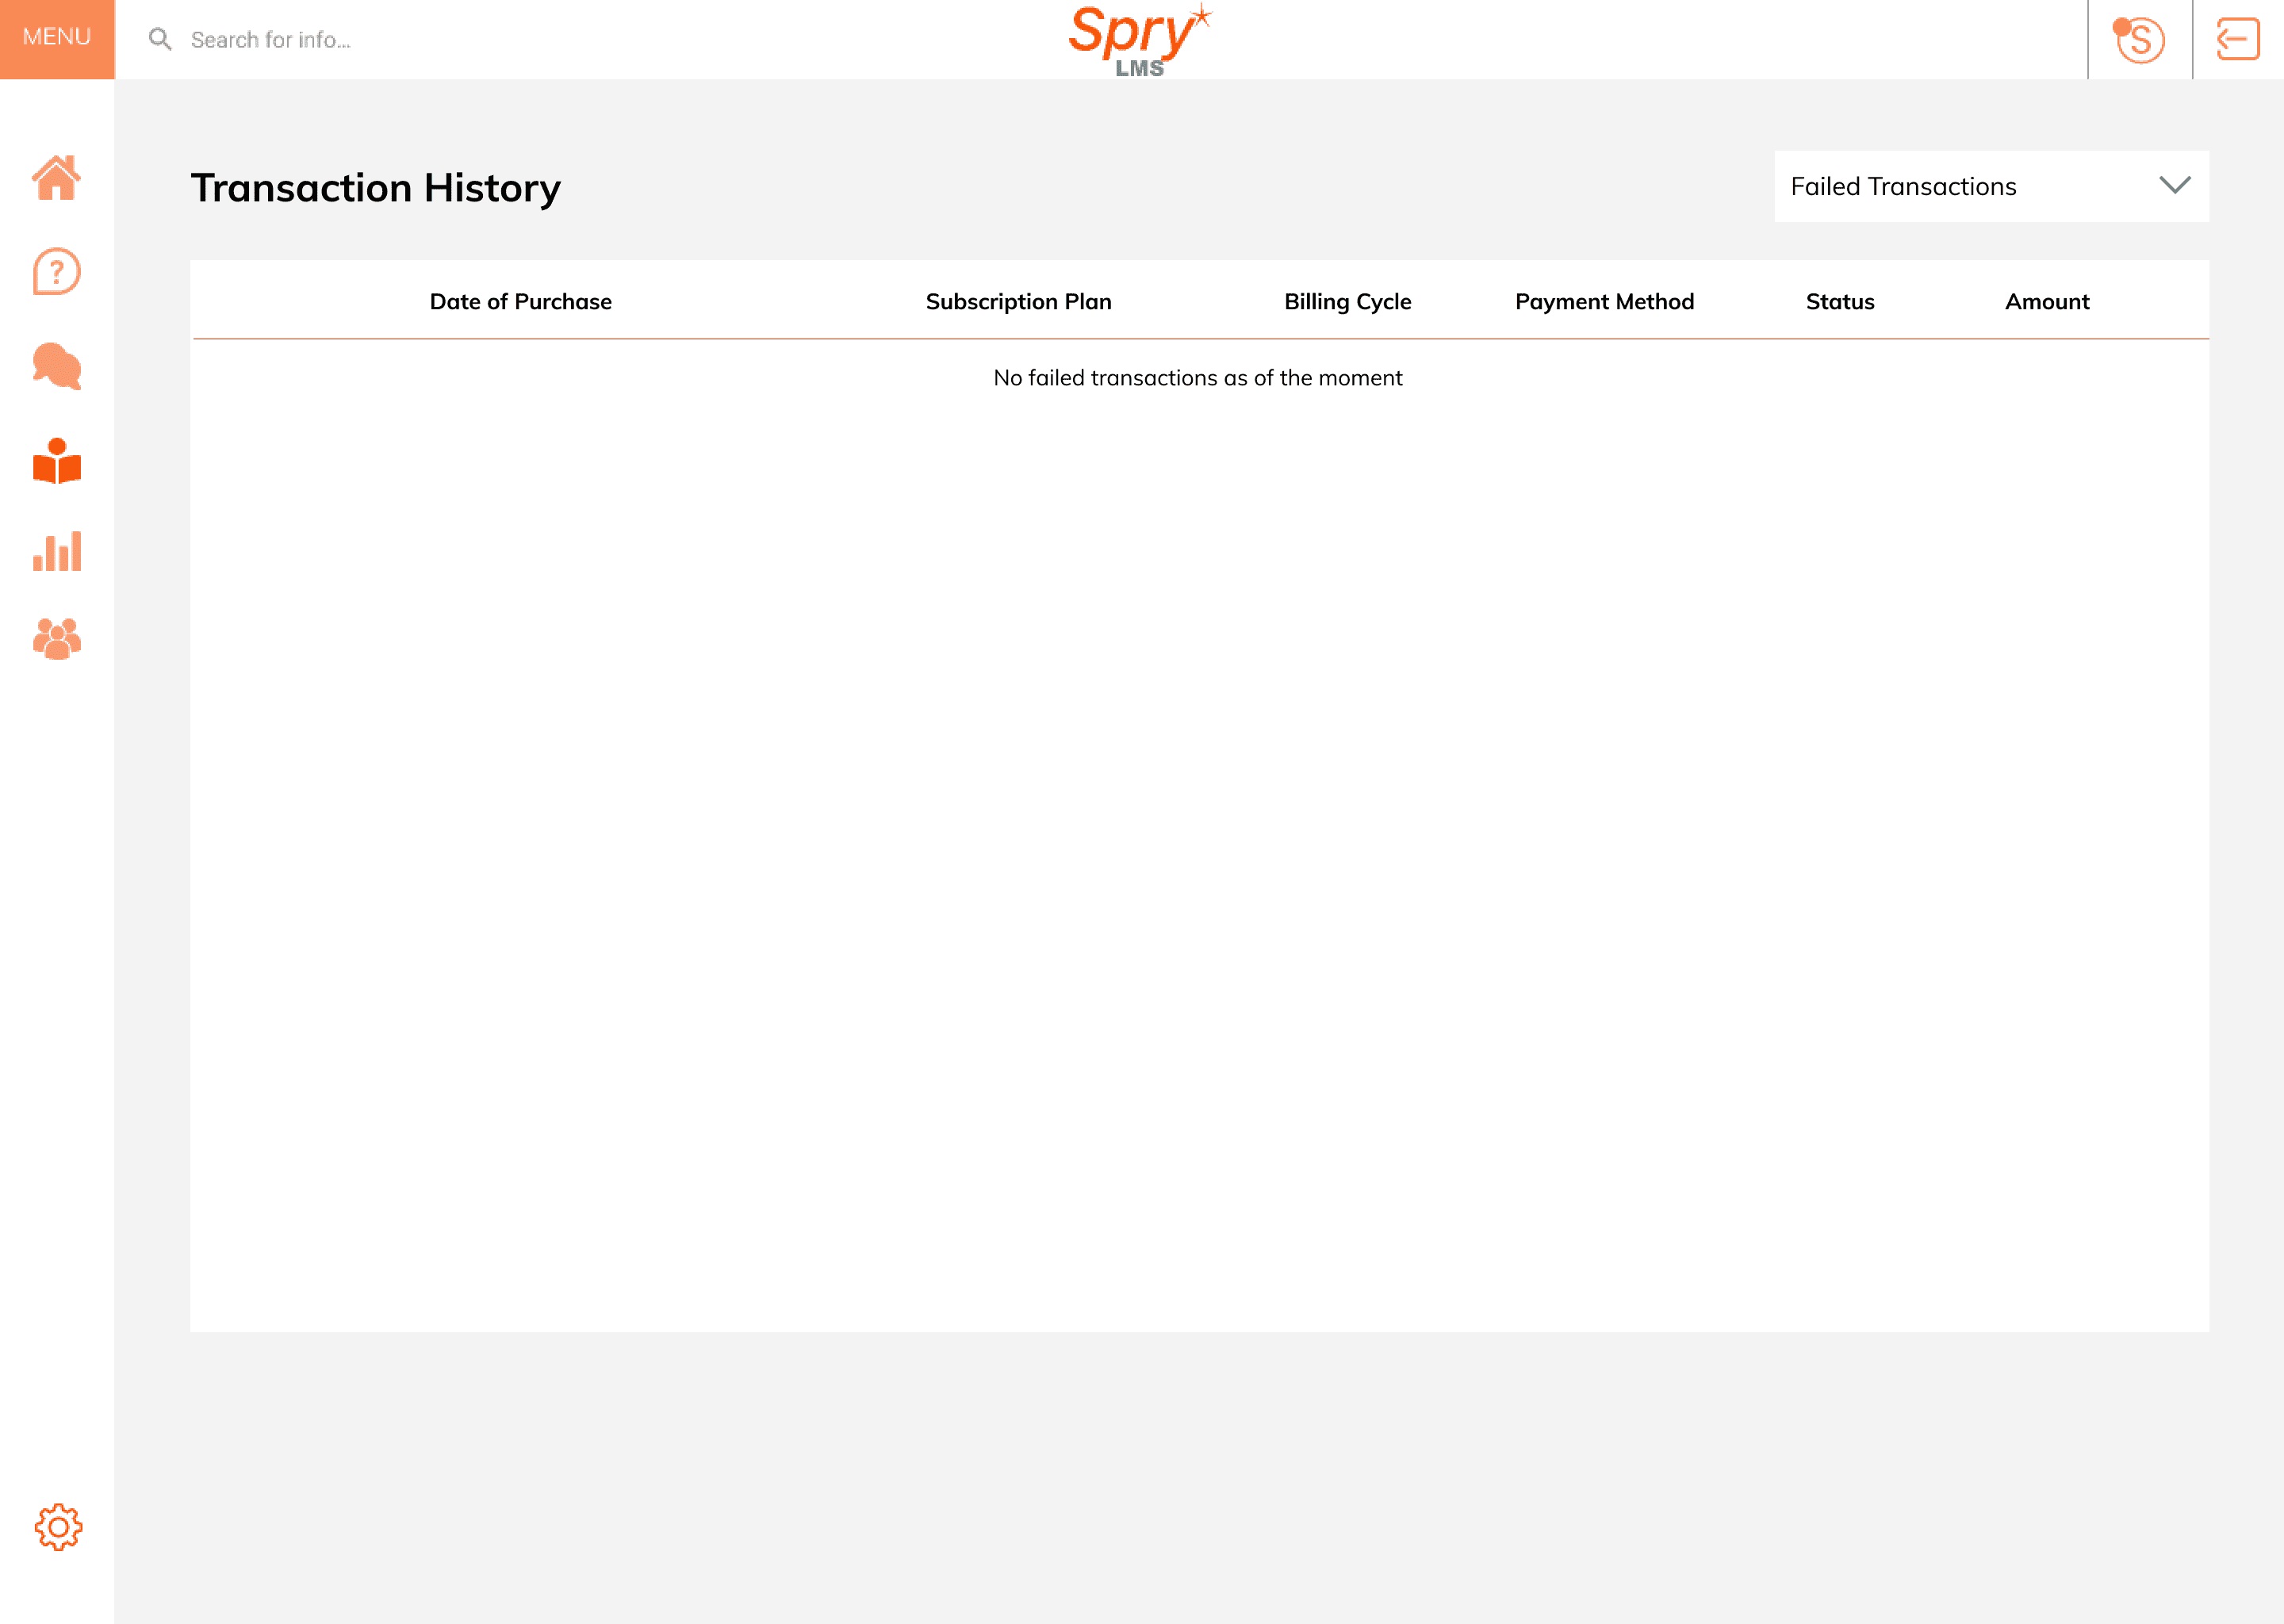 MENU
Search for info...
Spry
LMS
S
Transaction History
Failed Transactions
?
Date of Purchase Subscription Plan Billing Cycle Payment Method Status Amount
No failed transactions as of the moment